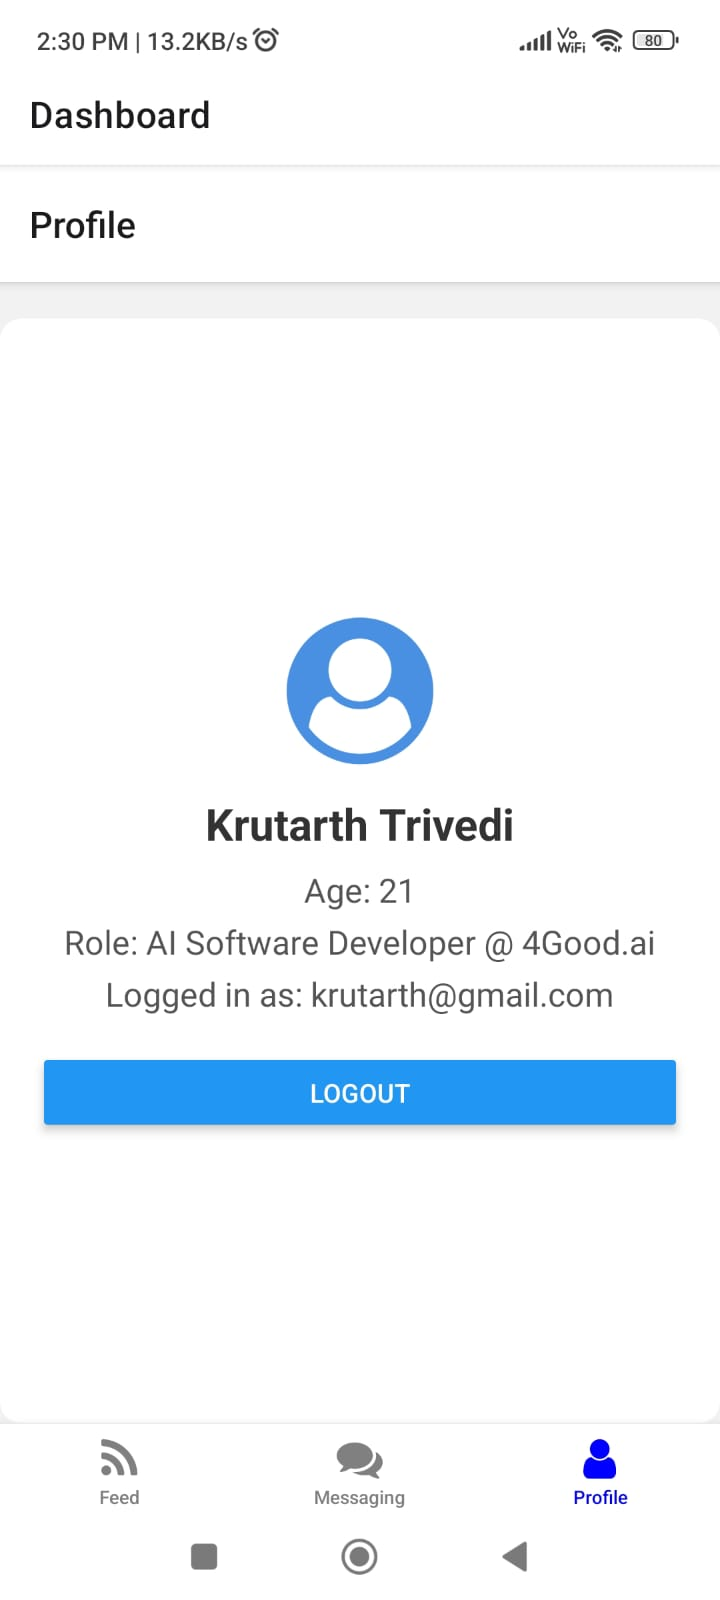 2:30 PM | 13.2KB/s
Vo
WiFi
80
Dashboard
Profile
Krutarth Trivedi
Age: 21
Role: AI Software Developer @ 4Good.ai
Logged in as: krutarth@gmail.com
LOGOUT
Feed
Messaging
Profile